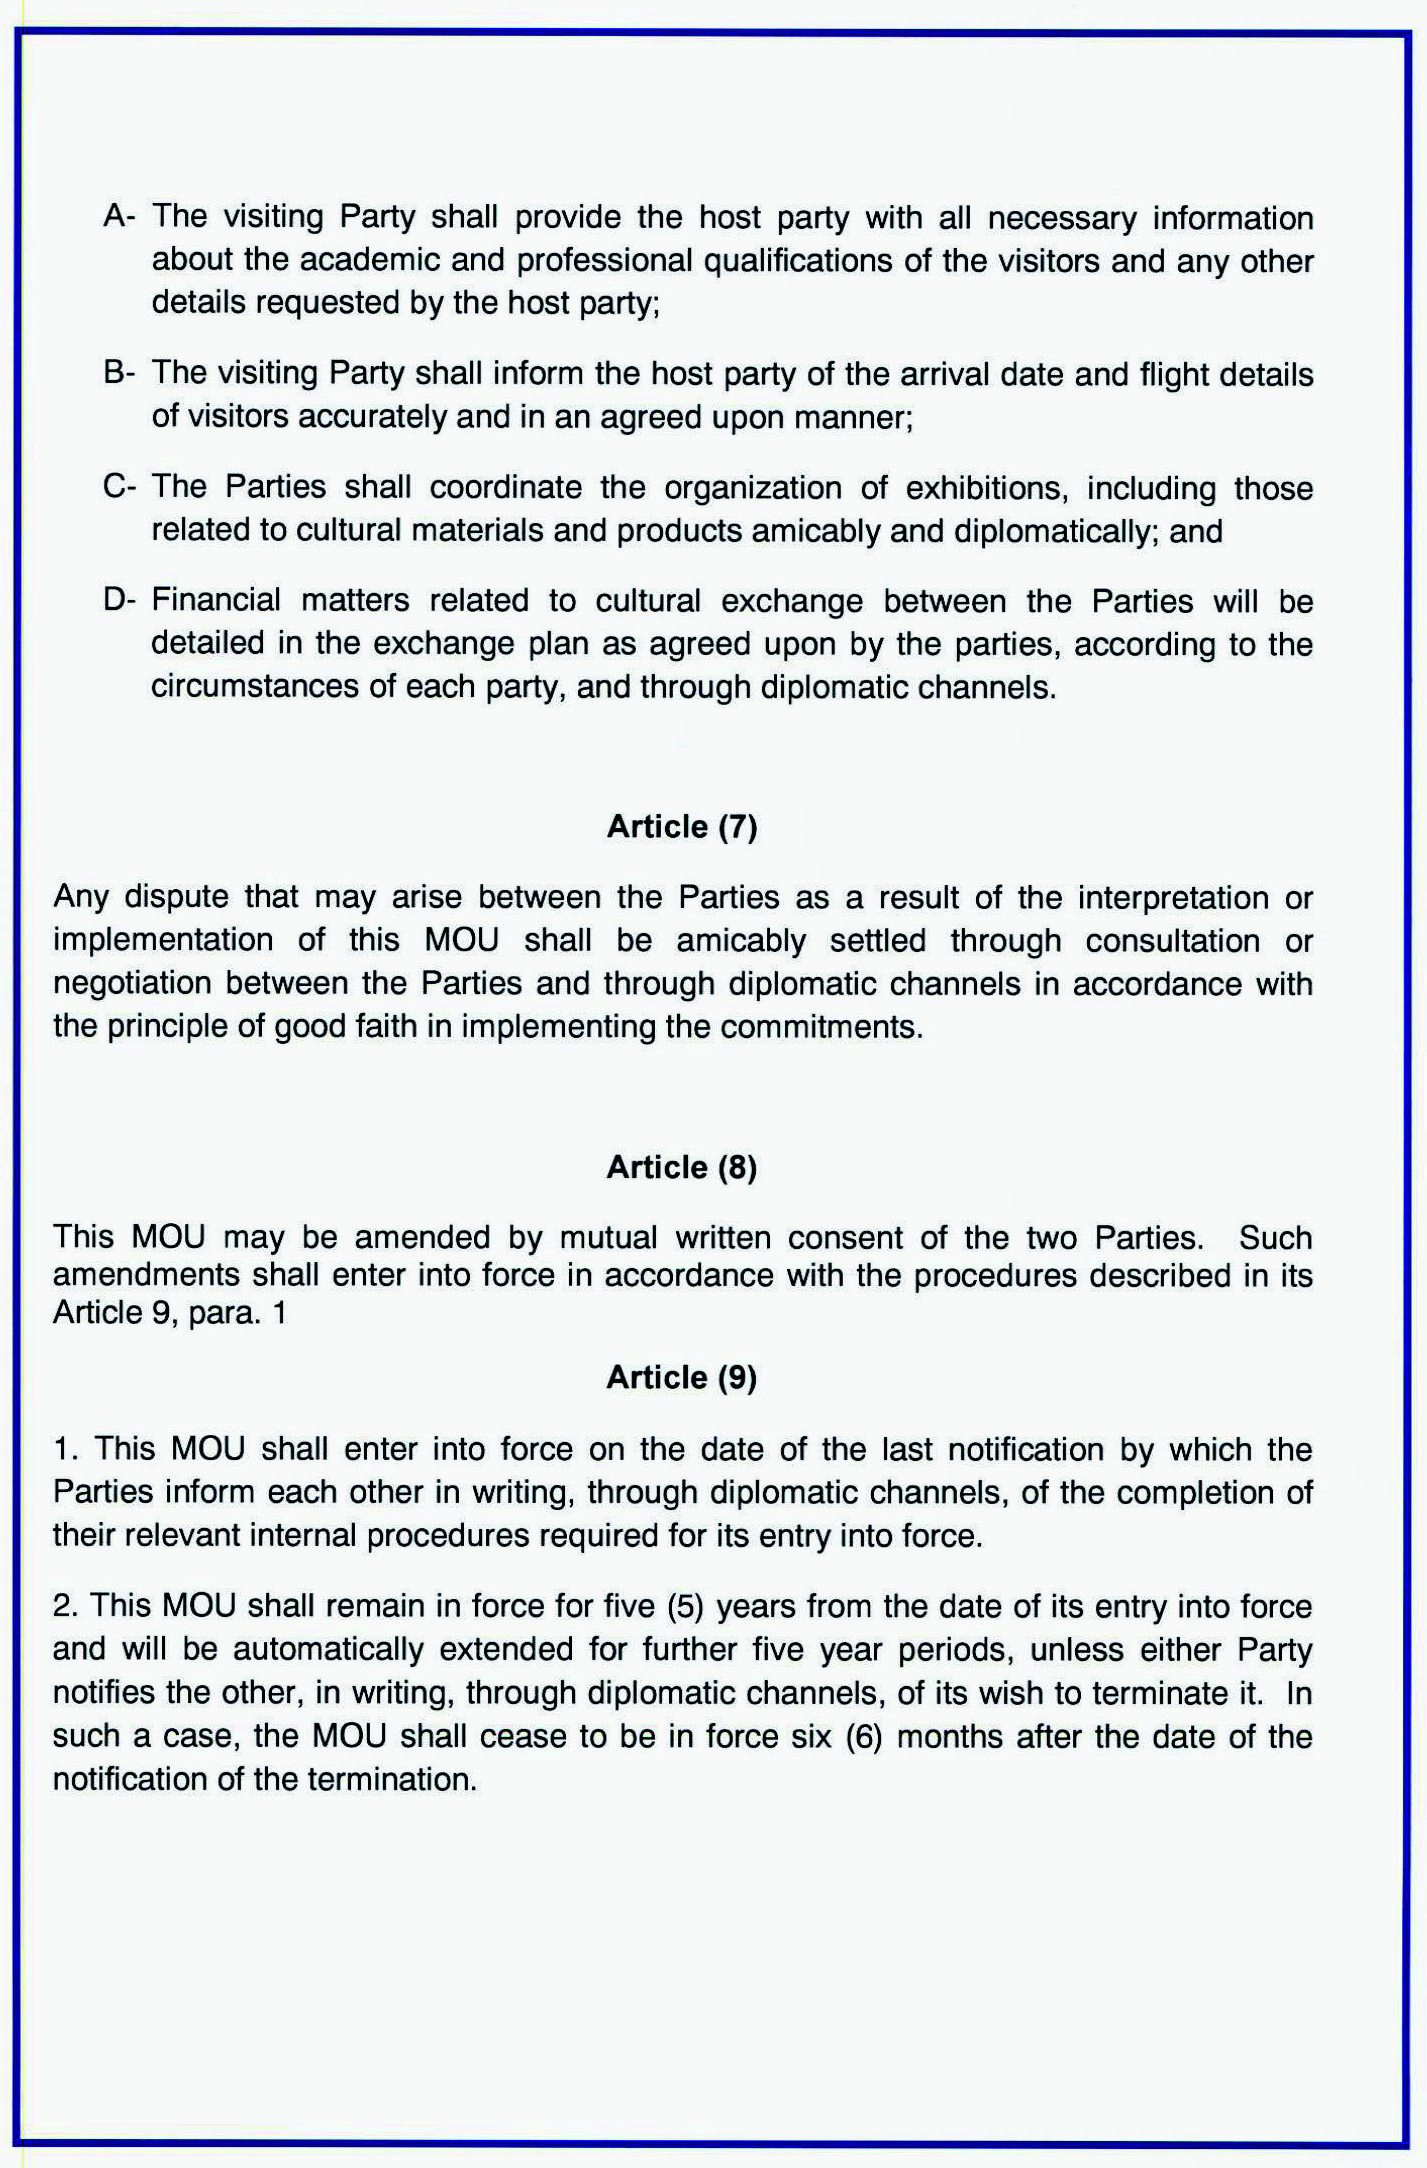 A- The visiting Party shall provide the host party with all necessary information
about the academic and professional qualifications of the visitors and any other
details requested by the host party;
B- The visiting Party shall inform the host party of the arrival date and flight details
of visitors accurately and in an agreed upon manner;
C- The Parties shall coordinate the organization of exhibitions, including those
related to cultural materials and products amicably and diplomatically; and
D- Financial matters related to cultural exchange between the Parties will be
detailed in the exchange plan as agreed upon by the parties, according to the
circumstances of each party, and through diplomatic channels.
Article (7)
Any dispute that may arise between the Parties as a result of the interpretation or
implementation of this MOU shall be amicably settled through consultation or
negotiation between the Parties and through diplomatic channels in accordance with
the principle of good faith in implementing the commitments.
Article (8)
This MOU may be amended by mutual written consent of the two Parties. Such
amendments shall enter into force in accordance with the procedures described in its
Article 9, para. 1
Article (9)
1. This MOU shall enter into force on the date of the last notification by which the
Parties inform each other in writing, through diplomatic channels, of the completion of
their relevant internal procedures required for its entry into force.
2. This MOU shall remain in force for five (5) years from the date of its entry into force
and will be automatically extended for further five year periods, unless either Party
notifies the other, in writing, through diplomatic channels, of its wish to terminate it. In
such a case, the MOU shall cease to be in force six (6) months after the date of the
notification of the termination.